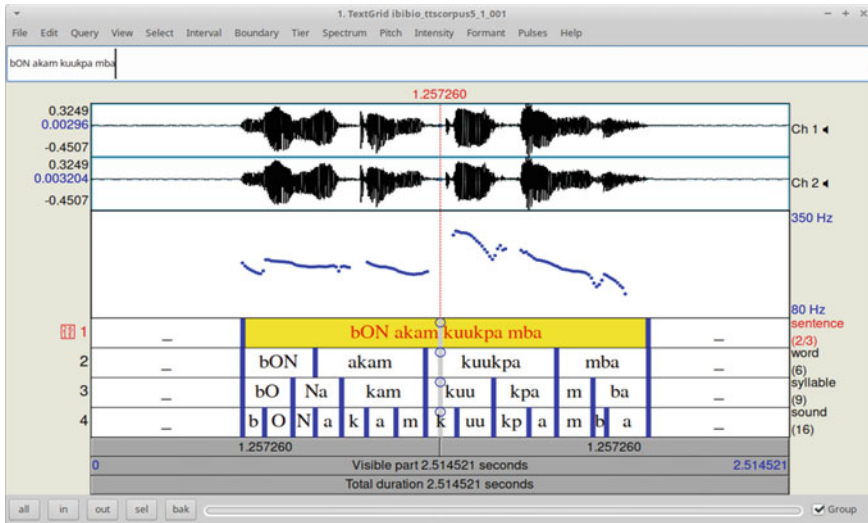 1. TextGrid ibibio_ttscorpus5_1_001
File Edit Query View Select Interval Boundary Tier Spectrum Pitch Intensity Formant Pulses Help
bON akam kuukpa mba
1.257260
0.3249
0.00296
-0.4507
Ch 1
0.3249
0.003204
-0.4507
Ch 2
350 Hz
80 Hz
1 – bON akam kuukpa mba – sentence (2/3)
2 – bON akam kuukpa mba – word (6)
3 – bO Na kam kuu kpa m ba – syllable (9)
4 – b O N a k a m k uu kp a m b a – sound (16)
1.257260 1.257260
0 Visible part 2.514521 seconds 2.514521
Total duration 2.514521 seconds
all in out sel bak Group